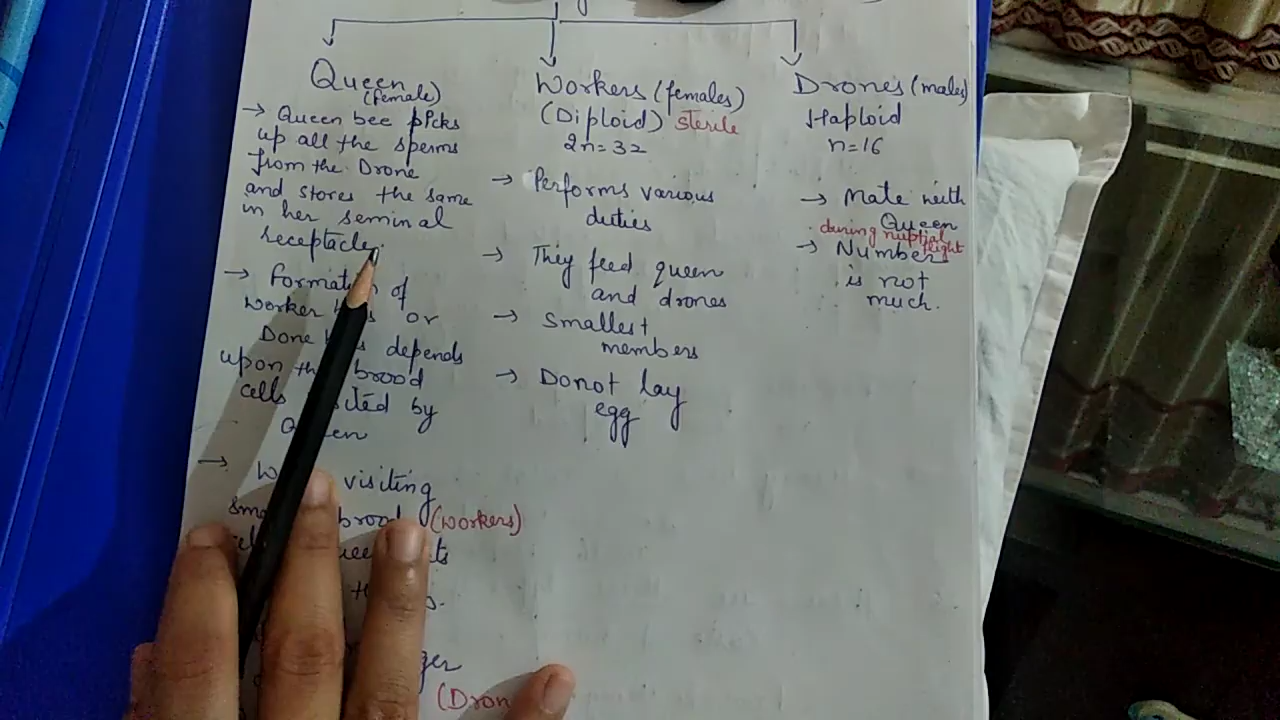 Queen
(female)
→ Queen bee picks
up all the sperms
from the Drone
and stores the same
in her seminal
receptacle.
→ Formation of
worker or
Done depends
upon the brood
cells visited by
Queen
→ visiting
brood (workers)
Workers (females)
(Diploid) sterile
2n=32
→ Performs various
duties
→ They feed queen
and drones
→ Smallest
members
→ Donot lay
egg
Drones (males)
Haploid
n=16
→ Mate with
Queen
during nuptial
flight
→ Number
is not
much.